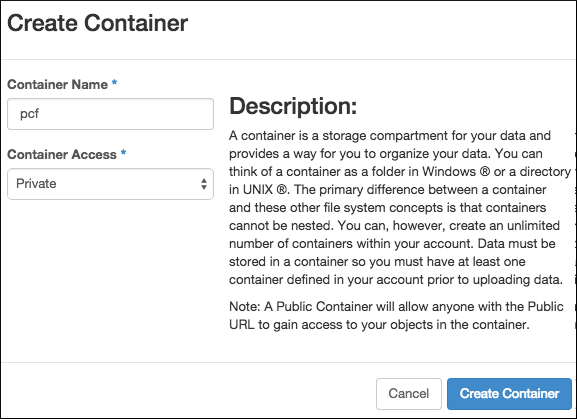 Create Container
Container Name *
pcf
Container Access *
Private
Description:
A container is a storage compartment for your data and
provides a way for you to organize your data. You can
think of a container as a folder in Windows ® or a directory
in UNIX ®. The primary difference between a container
and these other file system concepts is that containers
cannot be nested. You can, however, create an unlimited
number of containers within your account. Data must be
stored in a container so you must have at least one
container defined in your account prior to uploading data.
Note: A Public Container will allow anyone with the Public
URL to gain access to your objects in the container.
Cancel
Create Container